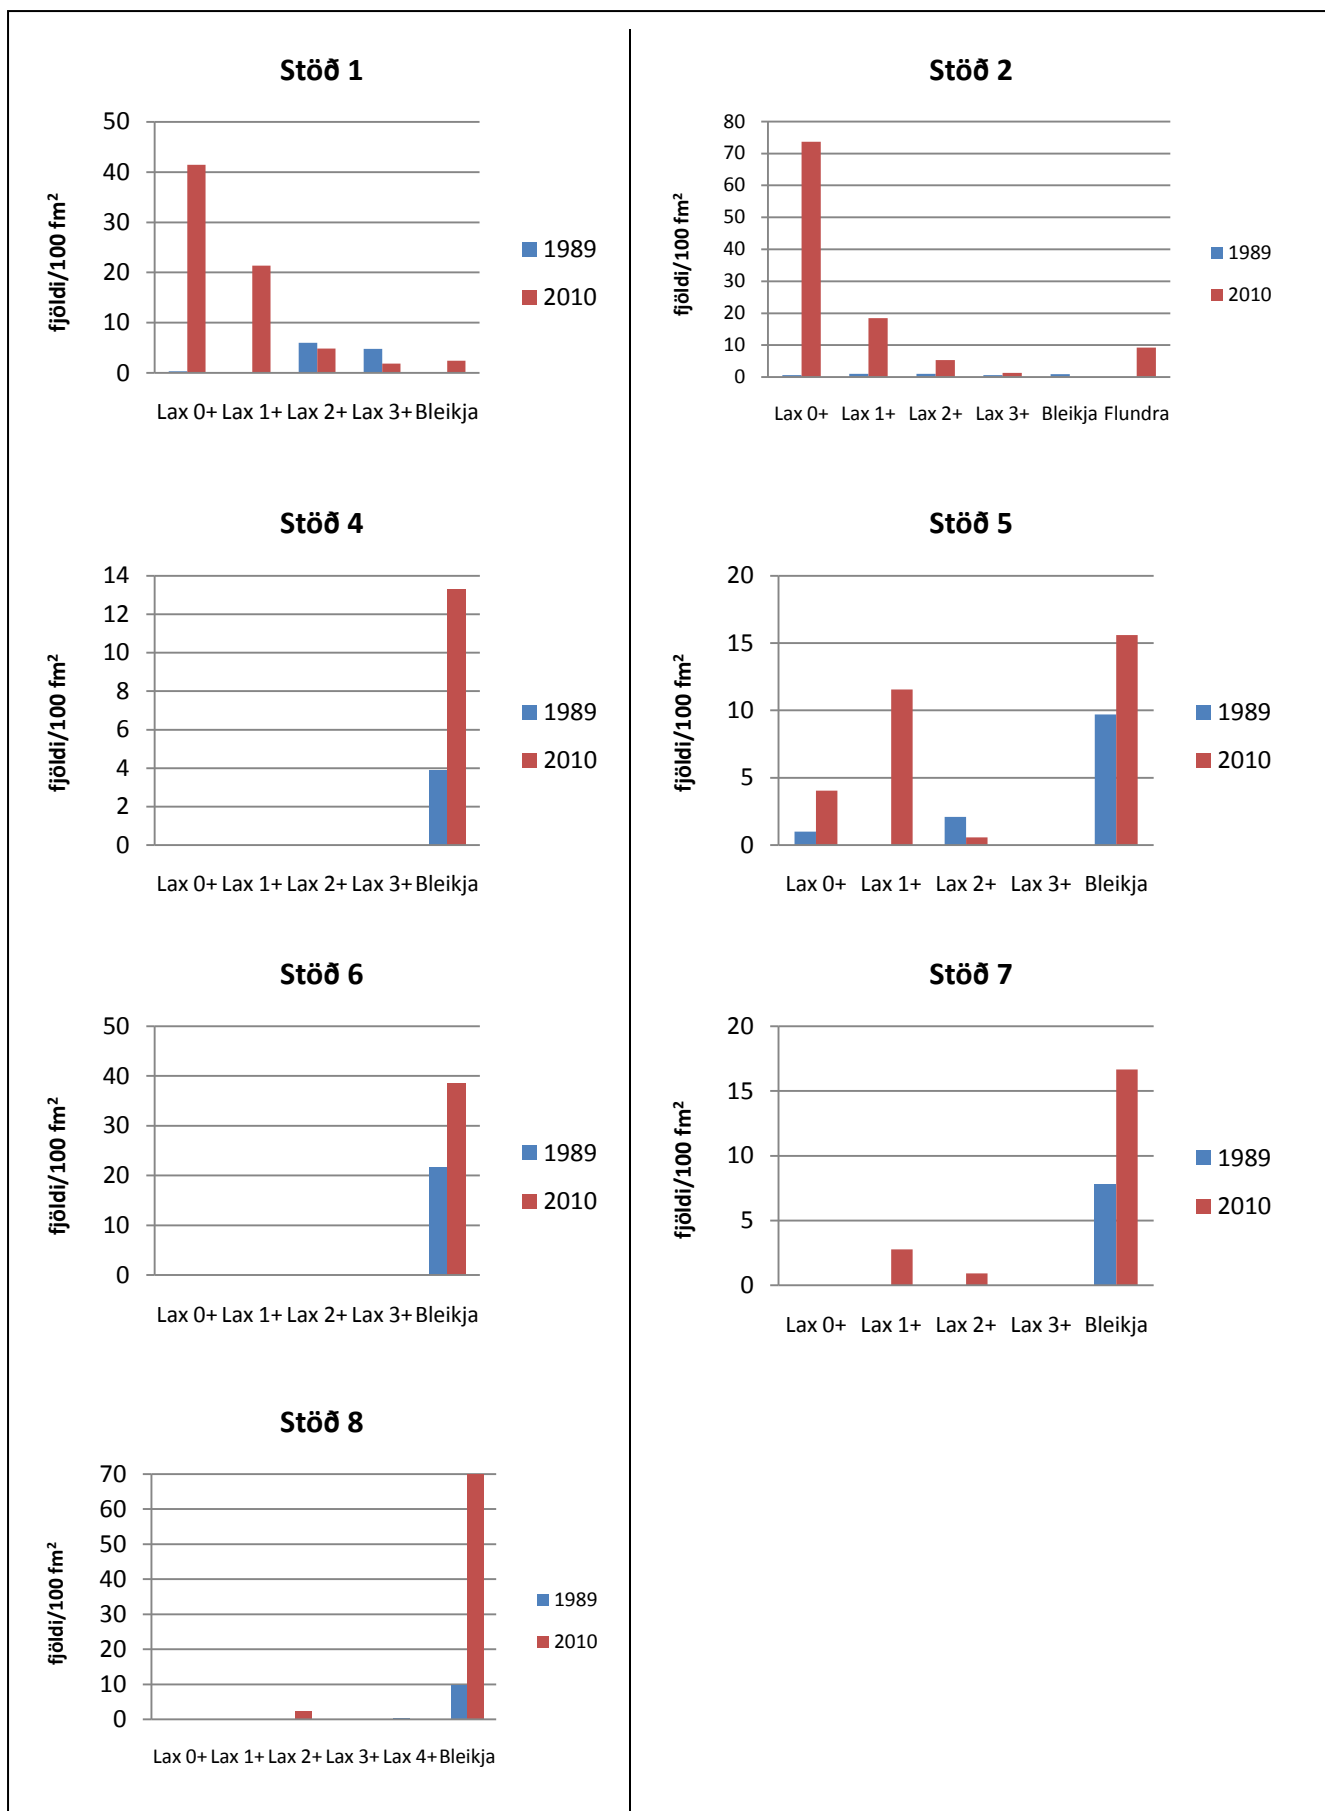 Stöð 1
50
40
30
20
10
0
fjöldi/100 fm²
Lax 0+ Lax 1+ Lax 2+ Lax 3+ Bleikja
1989
2010
Stöð 2
80
70
60
50
40
30
20
10
0
fjöldi/100 fm²
Lax 0+ Lax 1+ Lax 2+ Lax 3+ Bleikja Flundra
1989
2010
Stöð 4
14
12
10
8
6
4
2
0
fjöldi/100 fm²
Lax 0+ Lax 1+ Lax 2+ Lax 3+ Bleikja
1989
2010
Stöð 5
20
15
10
5
0
fjöldi/100 fm²
Lax 0+ Lax 1+ Lax 2+ Lax 3+ Bleikja
1989
2010
Stöð 6
50
40
30
20
10
0
fjöldi/100 fm²
Lax 0+ Lax 1+ Lax 2+ Lax 3+ Bleikja
1989
2010
Stöð 7
20
15
10
5
0
fjöldi/100 fm²
Lax 0+ Lax 1+ Lax 2+ Lax 3+ Bleikja
1989
2010
Stöð 8
70
60
50
40
30
20
10
0
fjöldi/100 fm²
Lax 0+ Lax 1+ Lax 2+ Lax 3+ Lax 4+ Bleikja
1989
2010